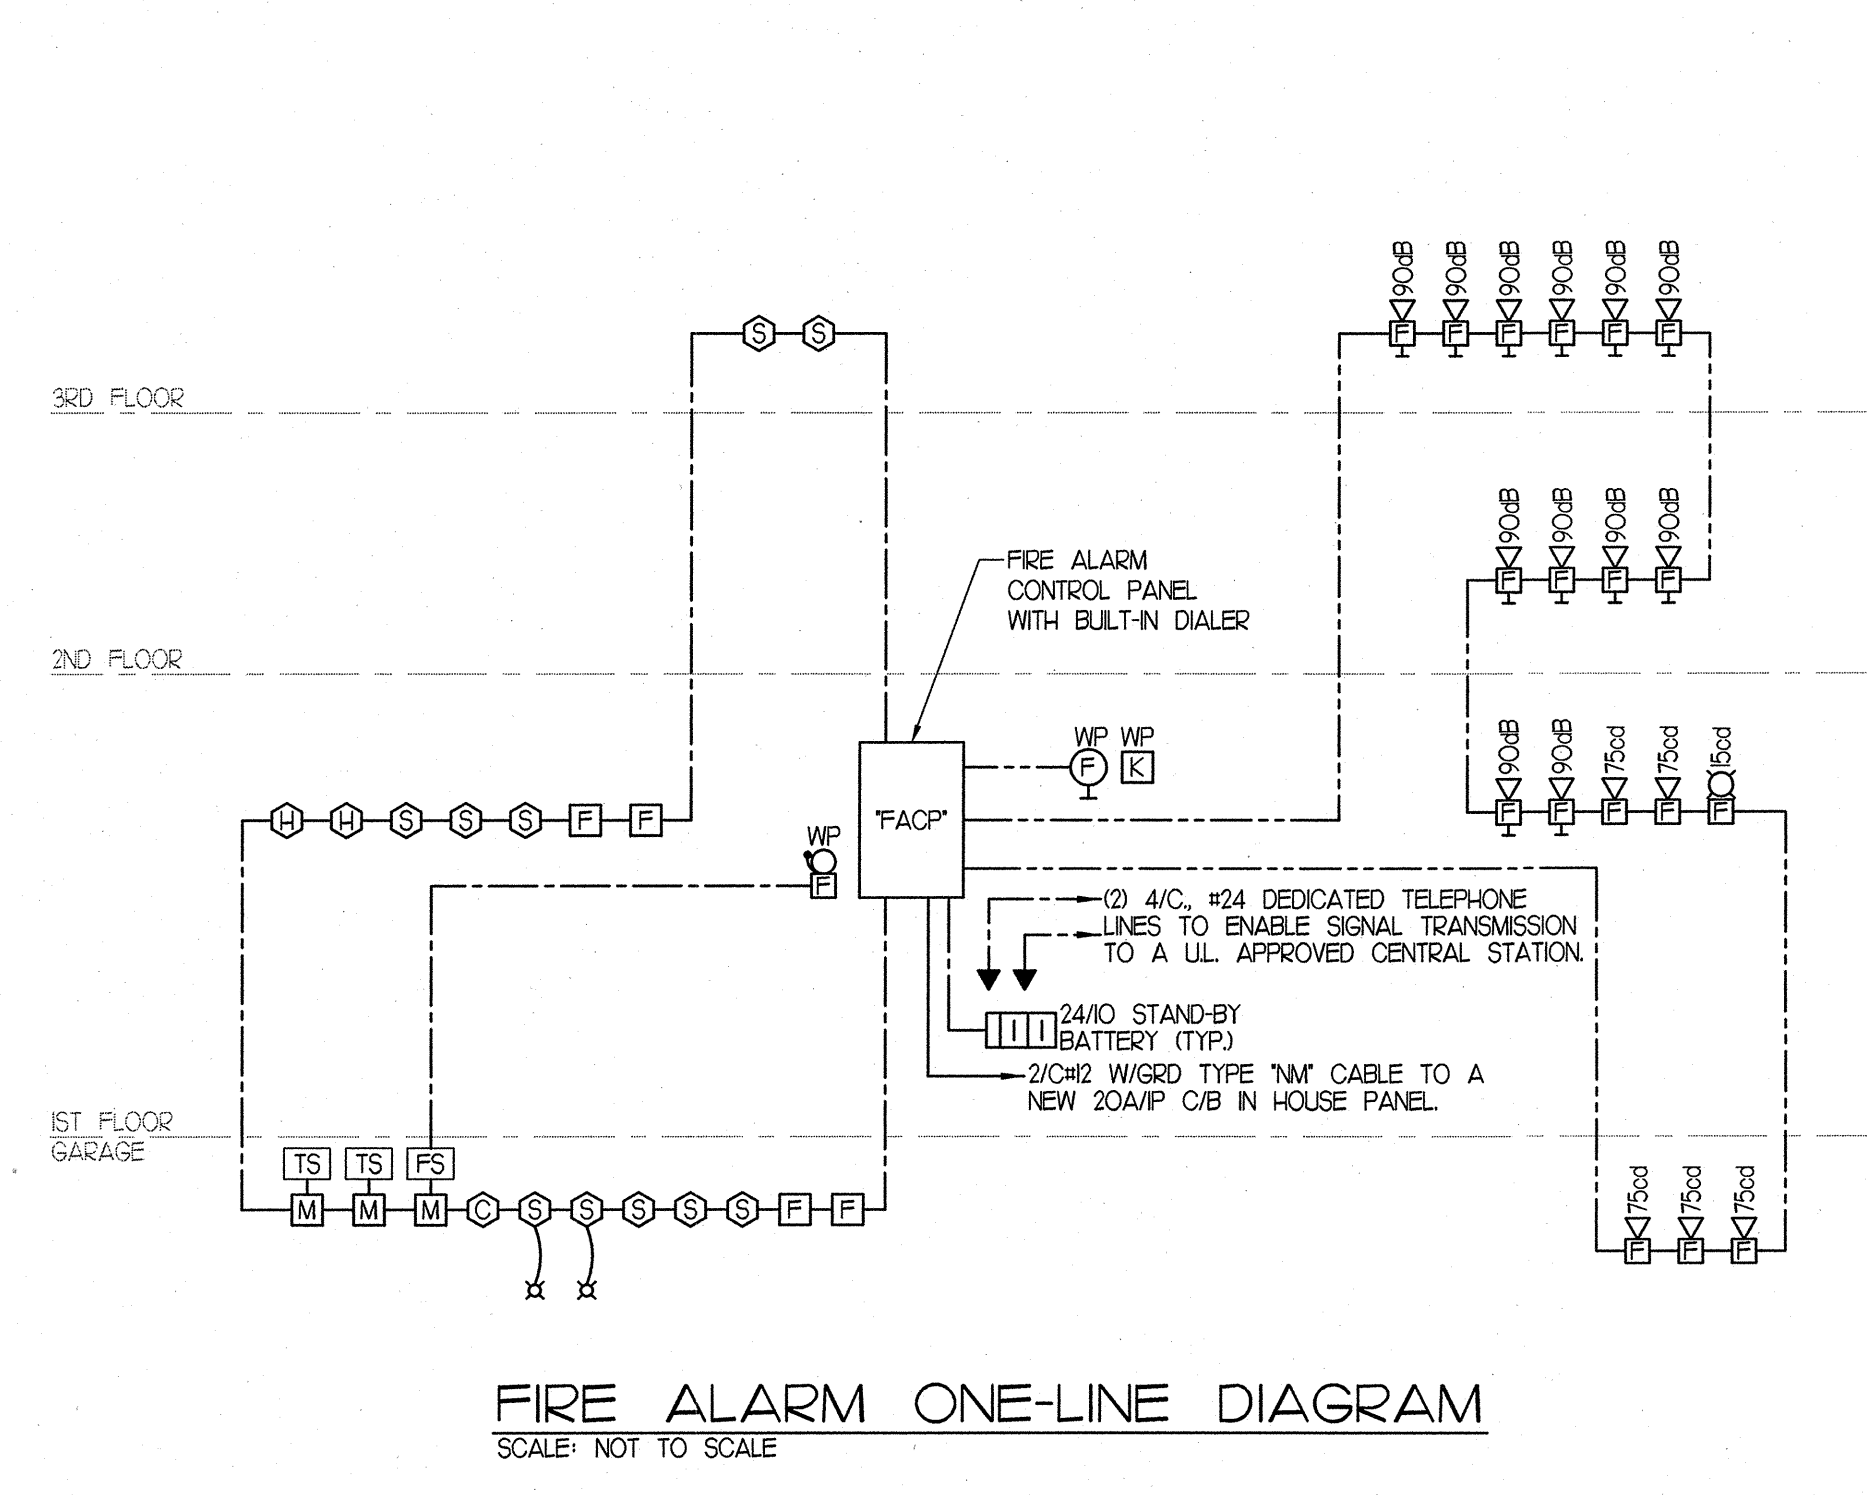 90dB 90dB 90dB 90dB 90dB 90dB
S S
F F F F F F
3RD FLOOR
90dB 90dB 90dB 90dB
F F F F
FIRE ALARM
CONTROL PANEL
WITH BUILT-IN DIALER
2ND FLOOR
90dB 90dB 75cd 75cd 15cd
F F F F F
WP WP
F K
H H S S S F F
"FACP"
WP
F
(2) 4/C., #24 DEDICATED TELEPHONE
LINES TO ENABLE SIGNAL TRANSMISSION
TO A U.L. APPROVED CENTRAL STATION.
24/10 STAND-BY
BATTERY (TYP.)
2/C#12 W/GRD TYPE "NM" CABLE TO A
NEW 20A/1P C/B IN HOUSE PANEL.
1ST FLOOR
GARAGE
TS TS FS
M M M C S S S S S F F
75cd 75cd 75cd
F F F
FIRE ALARM ONE-LINE DIAGRAM
SCALE: NOT TO SCALE